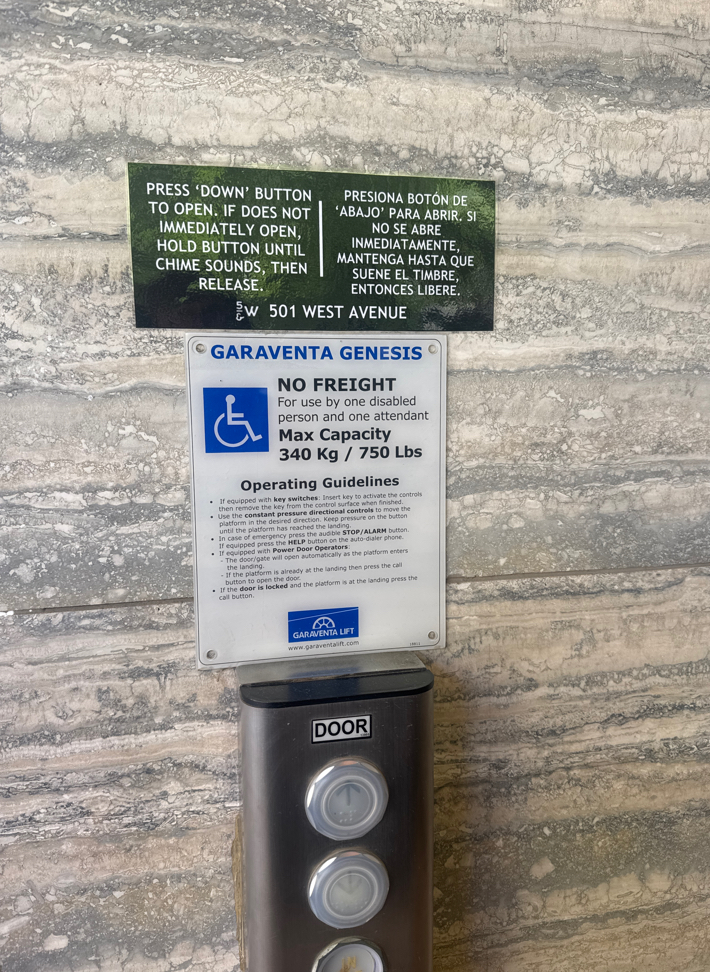 PRESS ‘DOWN’ BUTTON
TO OPEN. IF DOES NOT
IMMEDIATELY OPEN,
HOLD BUTTON UNTIL
CHIME SOUNDS, THEN
RELEASE.
PRESIONA BOTÓN DE
‘ABAJO’ PARA ABRIR. SI
NO SE ABRE
INMEDIATAMENTE,
MANTENGA HASTA QUE
SUENE EL TIMBRE,
ENTONCES LIBERE.
501 WEST AVENUE
GARAVENTA GENESIS
NO FREIGHT
For use by one disabled
person and one attendant
Max Capacity
340 Kg / 750 Lbs
Operating Guidelines
• If equipped with key switches: Insert key to activate the controls
then remove the key from the control surface when finished.
• Use the constant pressure directional controls to move the
platform in the desired direction. Keep pressure on the button
until the platform has reached the landing.
• In case of emergency press the audible STOP/ALARM button.
If equipped press the HELP button on the auto-dialer phone.
• If equipped with Power Door Operators:
- The door/gate will open automatically as the platform enters
the landing.
- If the platform is already at the landing then press the call
button to open the door.
• If the door is locked and the platform is at the landing press the
call button.
GARAVENTA LIFT
www.garaventalift.com
DOOR